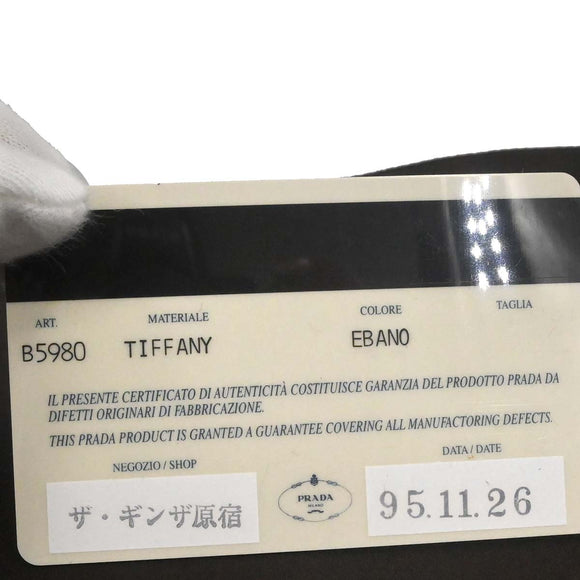 ART. MATERIALE COLORE TAGLIA
B5980 TIFFANY EBANO
IL PRESENTE CERTIFICATO DI AUTENTICITÀ COSTITUISCE GARANZIA DEL PRODOTTO PRADA DA
DIFETTI ORIGINARI DI FABBRICAZIONE.
THIS PRADA PRODUCT IS GRANTED A GUARANTEE COVERING ALL MANUFACTORING DEFECTS.
NEGOZIO / SHOP
ザ・ギンザ原宿
PRADA
MILANO
DATA / DATE
95.11.26